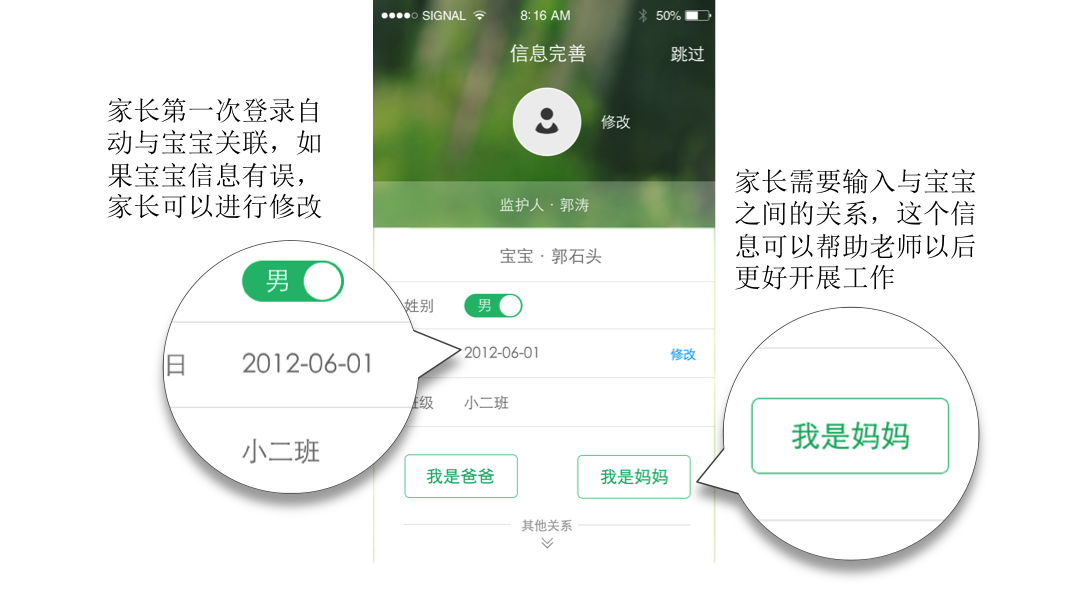 SIGNAL 8:16 AM 50%
信息完善 跳过
修改
监护人 · 郭涛
宝宝 · 郭石头
姓别 男
2012-06-01 修改
班级 小二班
我是爸爸 我是妈妈
其他关系
家长第一次登录自
动与宝宝关联，如
果宝宝信息有误，
家长可以进行修改
男
日 2012-06-01
小二班
家长需要输入与宝宝
之间的关系，这个信
息可以帮助老师以后
更好开展工作
我是妈妈